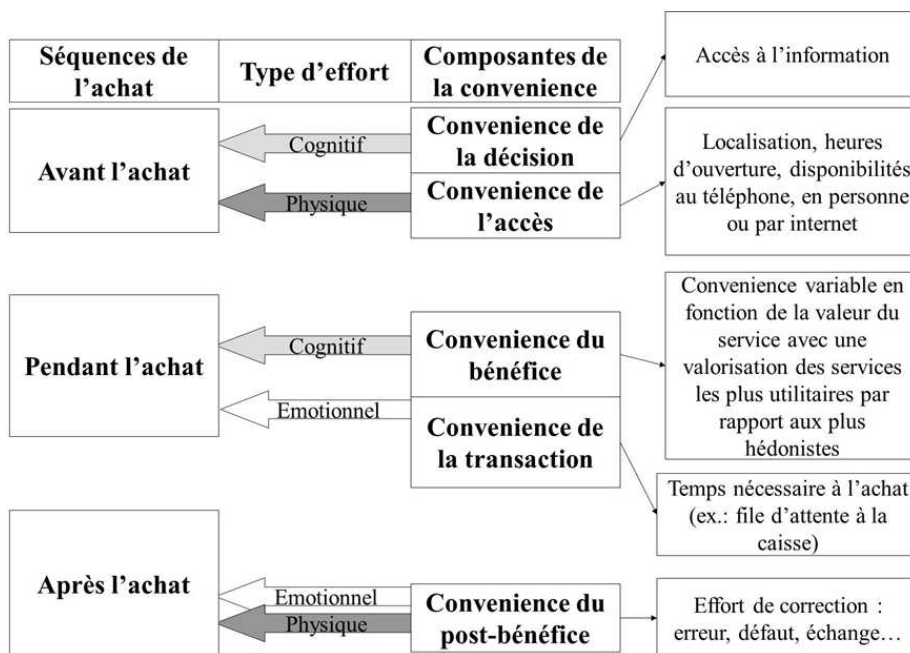 Séquences de
l'achat
Type d'effort
Composantes de
la convenience
Accès à l'information
Avant l'achat
Cognitif
Convenience de
la décision
Physique
Convenience de
l'accès
Localisation, heures
d'ouverture, disponibilités
au téléphone, en personne
ou par internet
Pendant l'achat
Cognitif
Convenience du
bénéfice
Emotionnel
Convenience de
la transaction
Convenience variable en
fonction de la valeur du
service avec une
valorisation des services
les plus utilitaires par
rapport aux plus
hédonistes
Temps nécessaire à l'achat
(ex.: file d'attente à la
caisse)
Après l'achat
Emotionnel
Physique
Convenience du
post-bénéfice
Effort de correction :
erreur, défaut, échange…